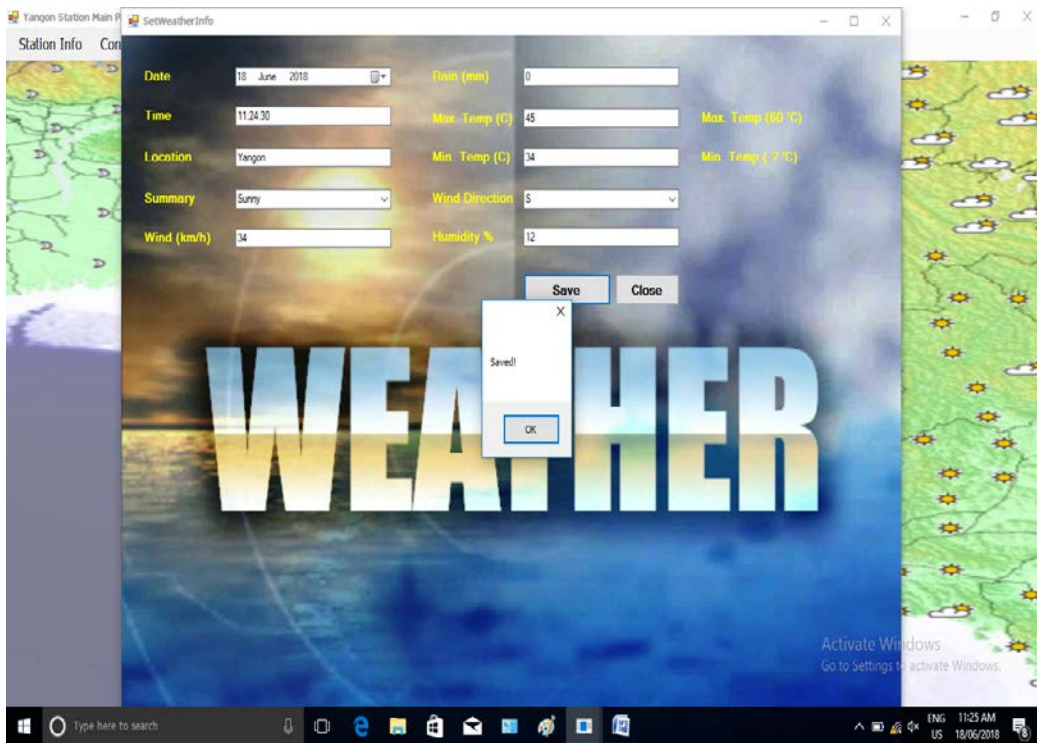 Yangon Station Main P
SetWeatherInfo
Station Info Con
Date 18 June 2018 Rain (mm) 0
Time 11:24:30 Max. Temp (C) 45 Max. Temp (60 °C)
Location Yangon Min Temp (C) 34 Min Temp (-2 °C)
Summary Sunny Wind Direction S
Wind (km/h) 34 Humidity % 12
Save Close
X
Saved!
OK
WEATHER
Activate Windows
Go to Settings to activate Windows.
Type here to search
ENG 11:25 AM
US 18/06/2018
8